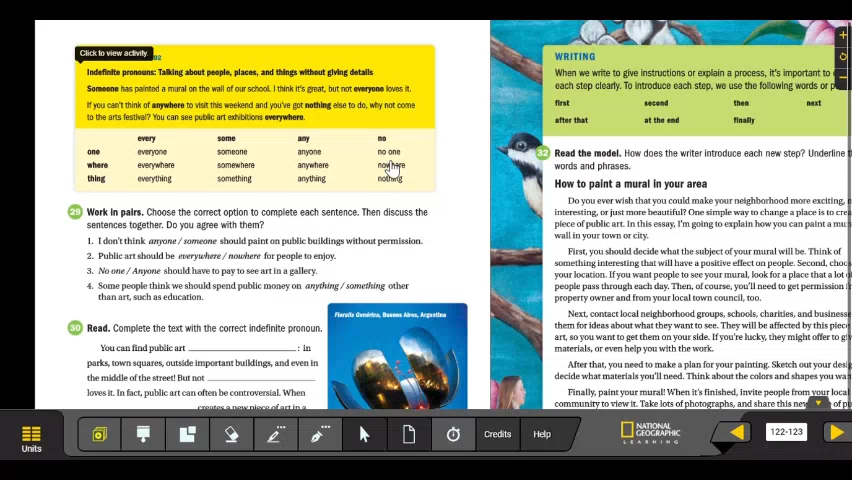 Click to view activity.
02
Indefinite pronouns: Talking about people, places, and things without giving details
Someone has painted a mural on the wall of our school. I think it's great, but not everyone loves it.
If you can't think of anywhere to visit this weekend and you've got nothing else to do, why not come
to the arts festival? You can see public art exhibitions everywhere.
every some any no
one everyone someone anyone no one
where everywhere somewhere anywhere nowhere
thing everything something anything nothing
29 Work in pairs. Choose the correct option to complete each sentence. Then discuss the
sentences together. Do you agree with them?
1. I don't think anyone / someone should paint on public buildings without permission.
2. Public art should be everywhere / nowhere for people to enjoy.
3. No one / Anyone should have to pay to see art in a gallery.
4. Some people think we should spend public money on anything / something other
than art, such as education.
30 Read. Complete the text with the correct indefinite pronoun.
You can find public art ____ : in
parks, town squares, outside important buildings, and even in
the middle of the street! But not ____
loves it. In fact, public art can often be controversial. When
creates a new piece of art in a
Floralis Genérica, Buenos Aires, Argentina
WRITING
When we write to give instructions or explain a process, it's important to
each step clearly. To introduce each step, we use the following words or
first second then next
after that at the end finally
32 Read the model. How does the writer introduce each new step? Underline
words and phrases.
How to paint a mural in your area
Do you ever wish that you could make your neighborhood more exciting,
interesting, or just more beautiful? One simple way to change a place is to
piece of public art. In this essay, I'm going to explain how you can paint a
wall in your town or city.
First, you should decide what the subject of your mural will be. Think of
something interesting that will have a positive effect on people. Second,
your location. If you want people to see your mural, look for a place that a lot
people pass through each day. Then, of course, you'll need to get permission
property owner and from your local town council, too.
Next, contact local neighborhood groups, schools, charities, and
them for ideas about what they want to see. They will be affected by this piece
art, so you want to get them on your side. If you're lucky, they might offer to
materials, or even help you with the work.
After that, you need to make a plan for your painting. Sketch out your
decide what materials you'll need. Think about the colors and shapes you
Finally, paint your mural! When it's finished, invite people from your local
community to view it. Take lots of photographs, and share this
Units
Credits
Help
NATIONAL
GEOGRAPHIC
LEARNING
122-123